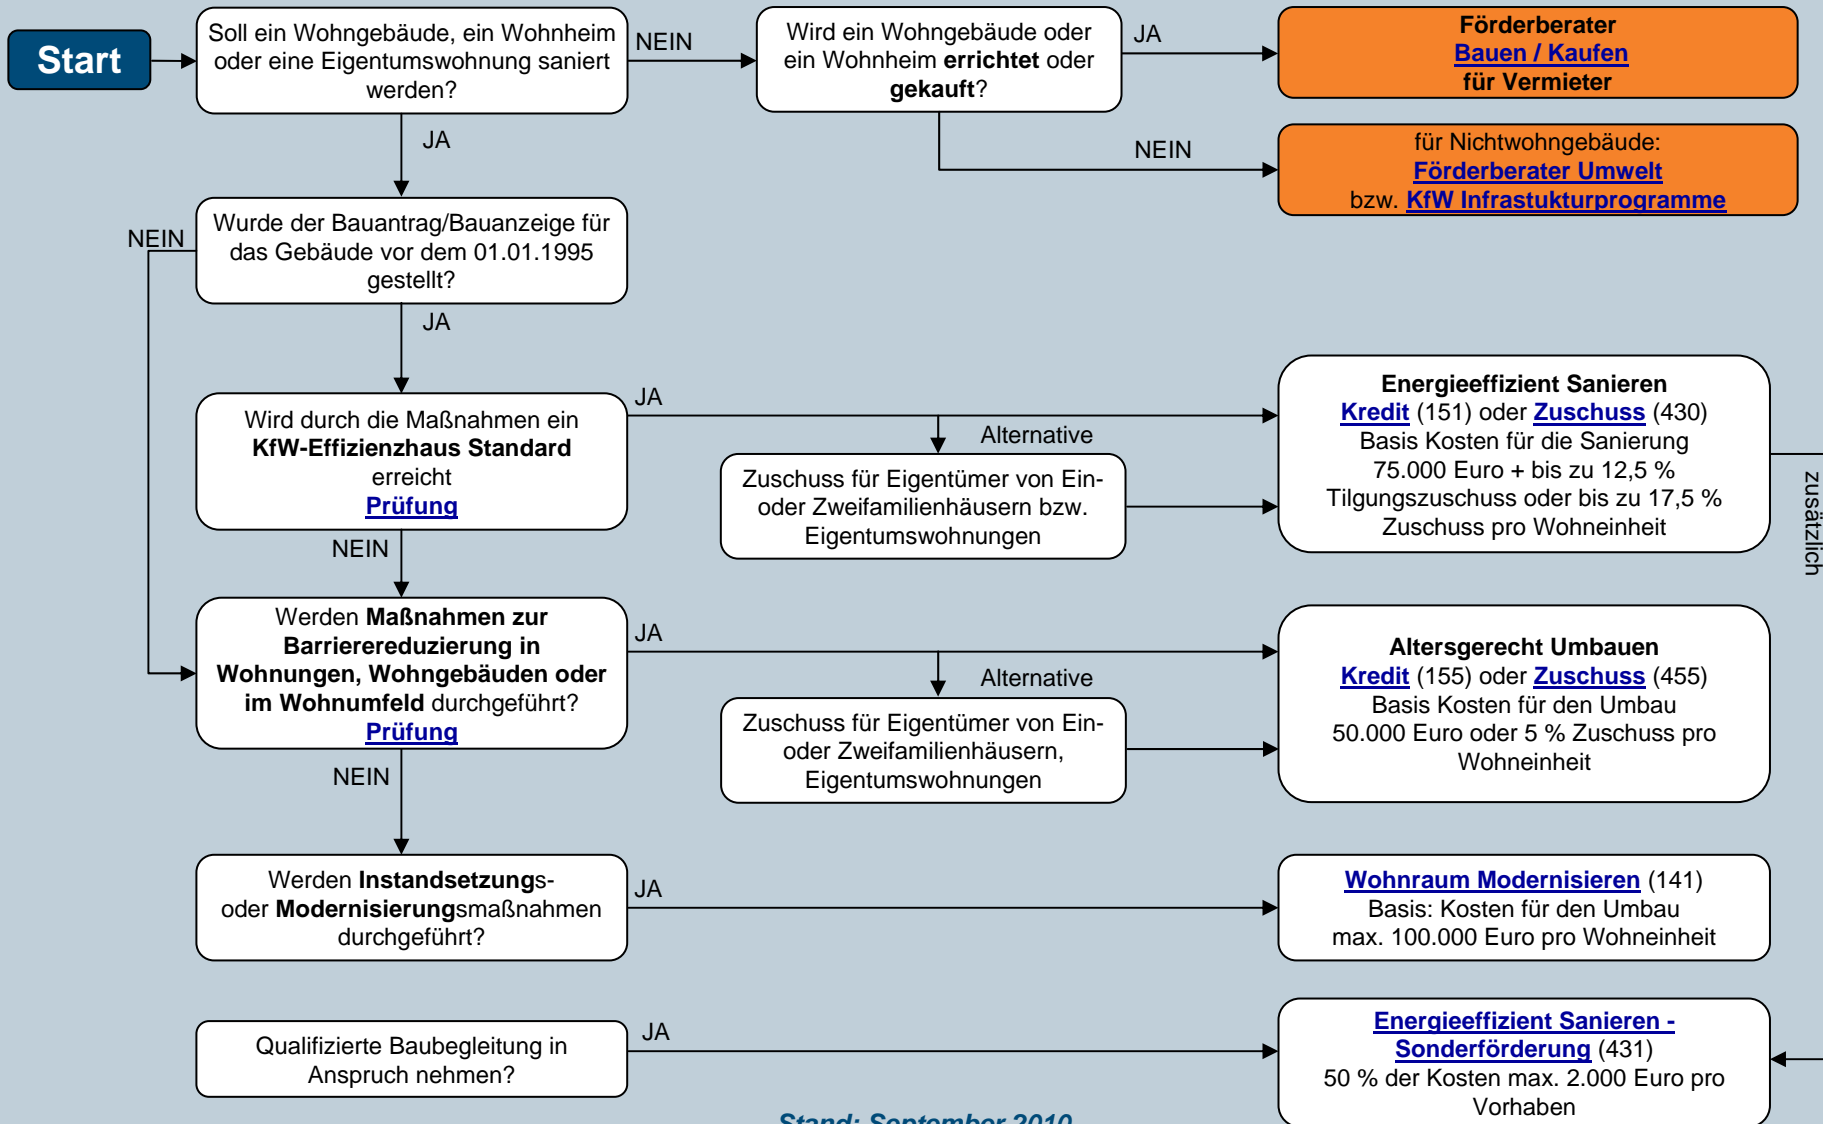 Start
Soll ein Wohngebäude, ein Wohnheim
oder eine Eigentumswohnung saniert
werden?
NEIN
Wird ein Wohngebäude oder
ein Wohnheim errichtet oder
gekauft?
JA
Förderberater
Bauen / Kaufen
für Vermieter
NEIN
für Nichtwohngebäude:
Förderberater Umwelt
bzw. KfW Infrastukturprogramme
JA
Wurde der Bauantrag/Bauanzeige für
das Gebäude vor dem 01.01.1995
gestellt?
NEIN
JA
Wird durch die Maßnahmen ein
KfW-Effizienzhaus Standard
erreicht
Prüfung
JA
Alternative
Zuschuss für Eigentümer von Ein-
oder Zweifamilienhäusern bzw.
Eigentumswohnungen
Energieeffizient Sanieren
Kredit (151) oder Zuschuss (430)
Basis Kosten für die Sanierung
75.000 Euro + bis zu 12,5 %
Tilgungszuschuss oder bis zu 17,5 %
Zuschuss pro Wohneinheit
zusätzlich
NEIN
Werden Maßnahmen zur
Barrierereduzierung in
Wohnungen, Wohngebäuden oder
im Wohnumfeld durchgeführt?
Prüfung
JA
Alternative
Zuschuss für Eigentümer von Ein-
oder Zweifamilienhäusern,
Eigentumswohnungen
Altersgerecht Umbauen
Kredit (155) oder Zuschuss (455)
Basis Kosten für den Umbau
50.000 Euro oder 5 % Zuschuss pro
Wohneinheit
NEIN
Werden Instandsetzungs-
oder Modernisierungsmaßnahmen
durchgeführt?
JA
Wohnraum Modernisieren (141)
Basis: Kosten für den Umbau
max. 100.000 Euro pro Wohneinheit
Qualifizierte Baubegleitung in
Anspruch nehmen?
JA
Energieeffizient Sanieren -
Sonderförderung (431)
50 % der Kosten max. 2.000 Euro pro
Vorhaben
Stand: September 2010